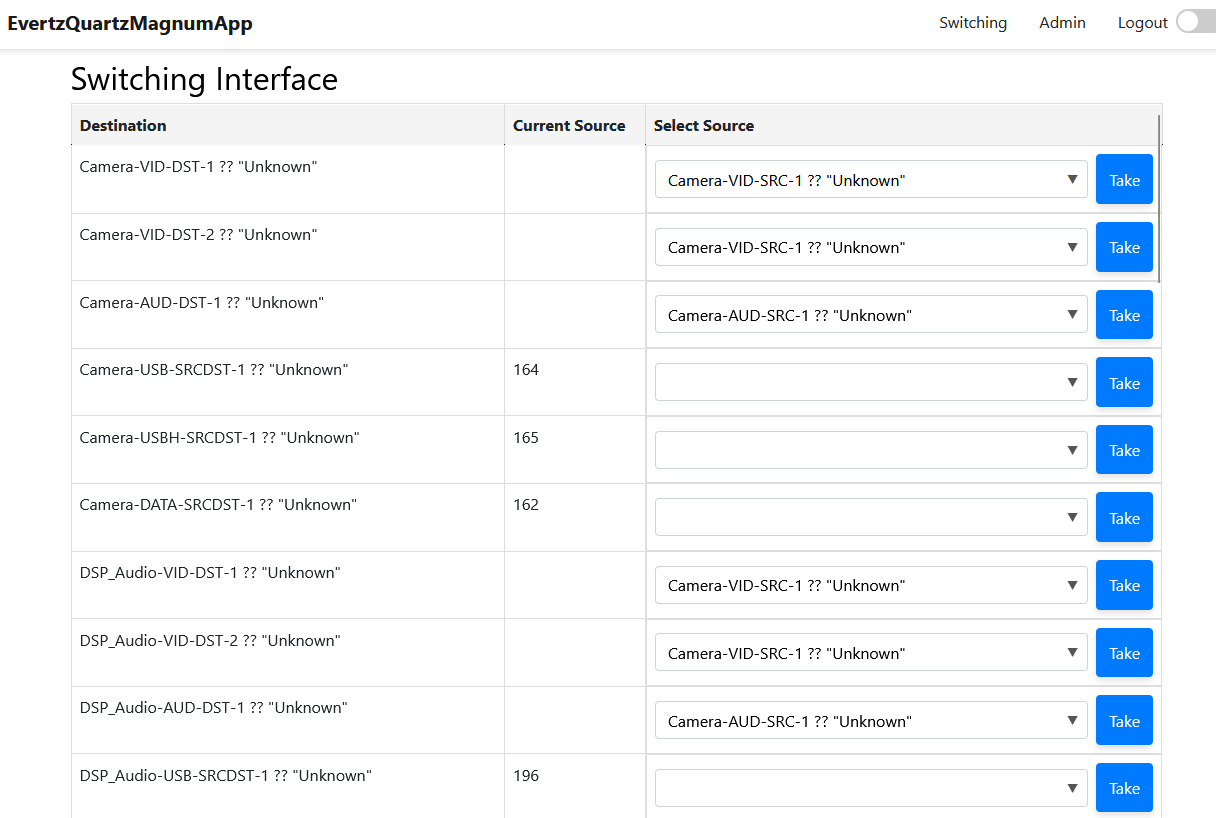 EvertzQuartzMagnumApp Switching Admin Logout
Switching Interface
Destination Current Source Select Source
Camera-VID-DST-1 ?? "Unknown" Camera-VID-SRC-1 ?? "Unknown" Take
Camera-VID-DST-2 ?? "Unknown" Camera-VID-SRC-1 ?? "Unknown" Take
Camera-AUD-DST-1 ?? "Unknown" Camera-AUD-SRC-1 ?? "Unknown" Take
Camera-USB-SRCDST-1 ?? "Unknown" 164 Take
Camera-USBH-SRCDST-1 ?? "Unknown" 165 Take
Camera-DATA-SRCDST-1 ?? "Unknown" 162 Take
DSP_Audio-VID-DST-1 ?? "Unknown" Camera-VID-SRC-1 ?? "Unknown" Take
DSP_Audio-VID-DST-2 ?? "Unknown" Camera-VID-SRC-1 ?? "Unknown" Take
DSP_Audio-AUD-DST-1 ?? "Unknown" Camera-AUD-SRC-1 ?? "Unknown" Take
DSP_Audio-USB-SRCDST-1 ?? "Unknown" 196 Take